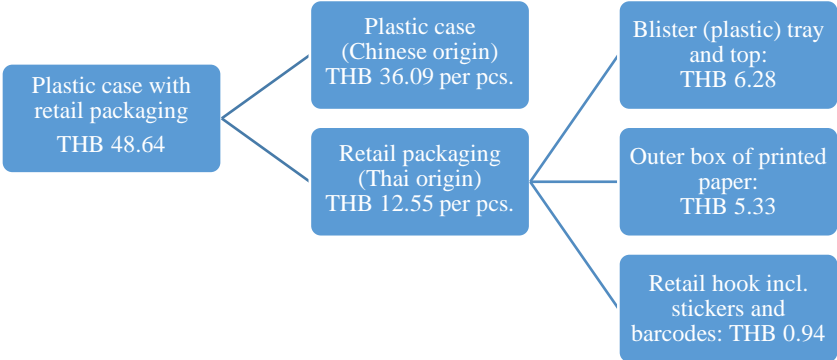 Plastic case with
retail packaging
THB 48.64
Plastic case
(Chinese origin)
THB 36.09 per pcs.
Retail packaging
(Thai origin)
THB 12.55 per pcs.
Blister (plastic) tray
and top:
THB 6.28
Outer box of printed
paper:
THB 5.33
Retail hook incl.
stickers and
barcodes: THB 0.94